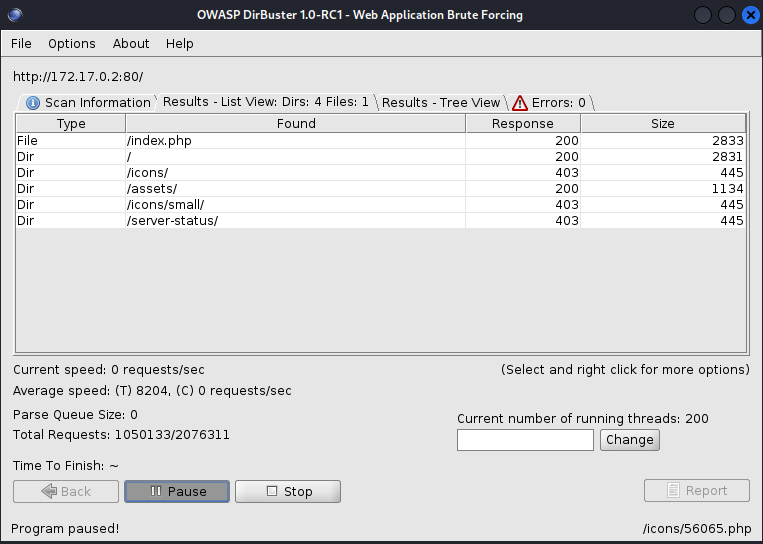 OWASP DirBuster 1.0-RC1 - Web Application Brute Forcing
File Options About Help
http://172.17.0.2:80/
Scan Information Results - List View: Dirs: 4 Files: 1 Results - Tree View Errors: 0
Type Found Response Size
File /index.php 200 2833
Dir / 200 2831
Dir /icons/ 403 445
Dir /assets/ 200 1134
Dir /icons/small/ 403 445
Dir /server-status/ 403 445
Current speed: 0 requests/sec (Select and right click for more options)
Average speed: (T) 8204, (C) 0 requests/sec
Parse Queue Size: 0 Current number of running threads: 200
Total Requests: 1050133/2076311 Change
Time To Finish: ~
Back Pause Stop Report
Program paused! /icons/56065.php